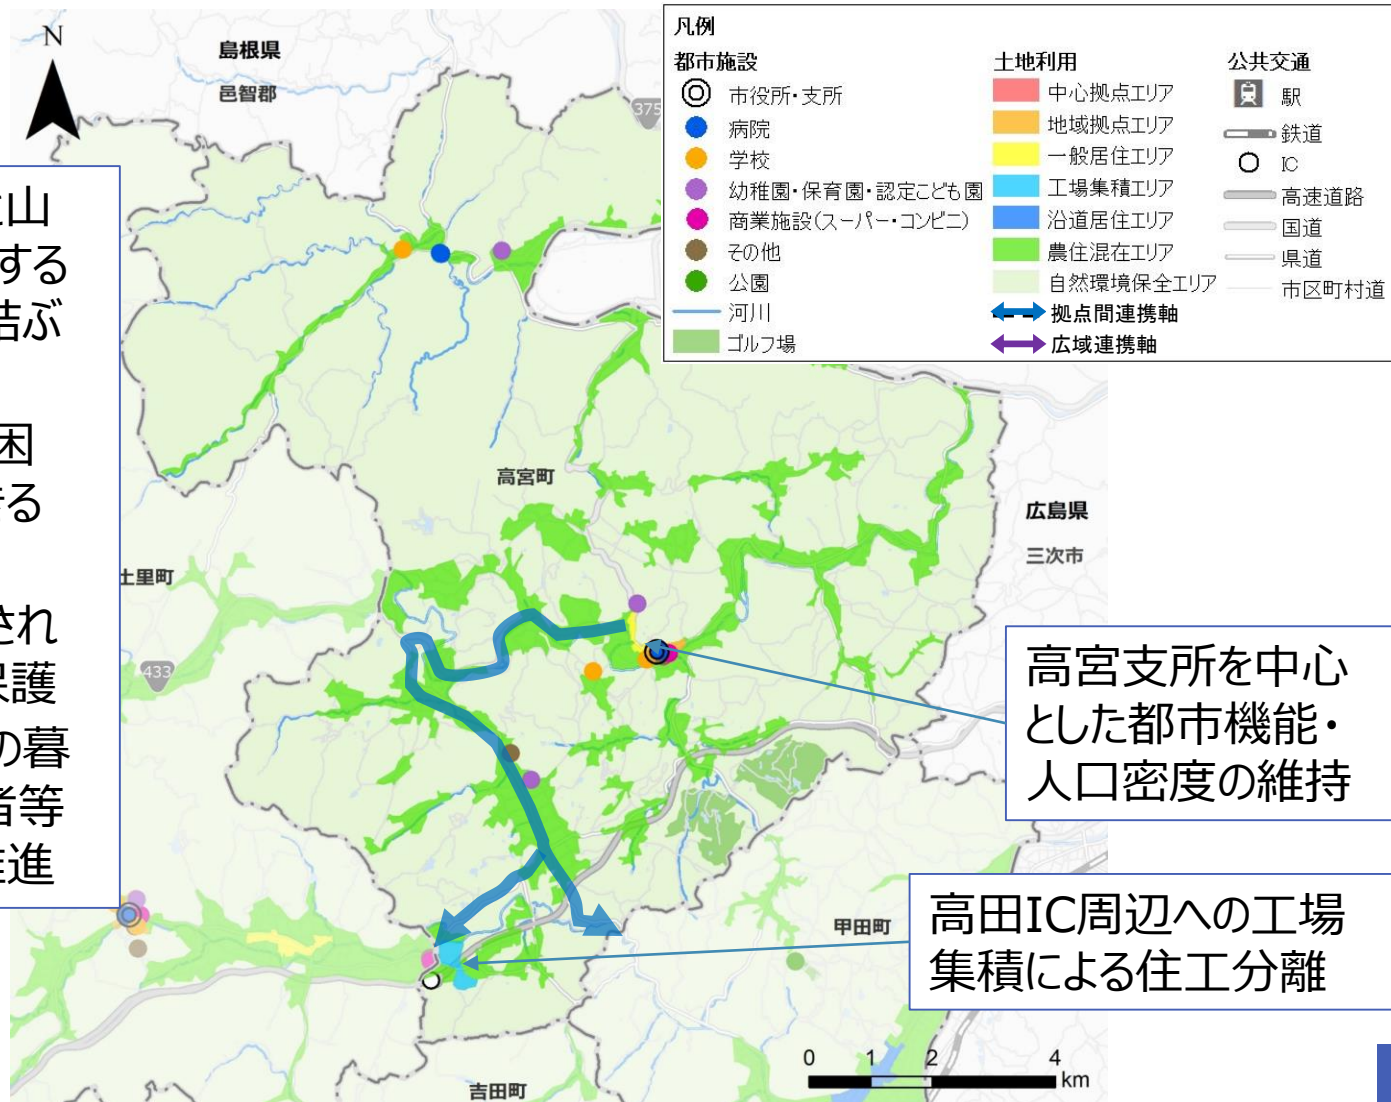 N
島根県
邑智郡
375
凡例
都市施設
市役所・支所
病院
学校
幼稚園・保育園・認定こども園
商業施設(スーパー・コンビニ)
その他
公園
河川
ゴルフ場
土地利用
中心拠点エリア
地域拠点エリア
一般居住エリア
工場集積エリア
沿道居住エリア
農住混在エリア
自然環境保全エリア
拠点間連携軸
広域連携軸
公共交通
駅
鉄道
IC
高速道路
国道
県道
市区町村道
山
する
結ぶ
困
きる
され
保護
の暮
者等
推進
高宮町
広島県
三次市
土里町
433
高宮支所を中心
とした都市機能・
人口密度の維持
甲田町
高田IC周辺への工場
集積による住工分離
吉田町
0 1 2 4
km